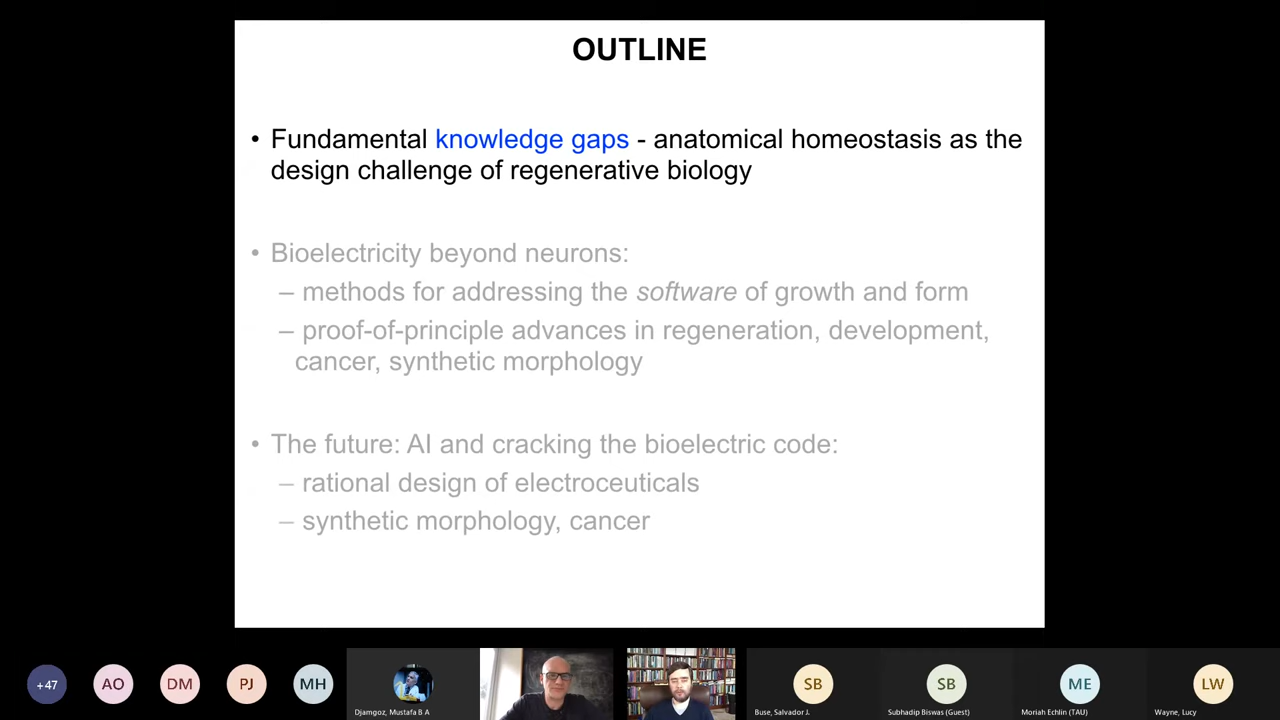 OUTLINE
• Fundamental knowledge gaps - anatomical homeostasis as the
design challenge of regenerative biology
• Bioelectricity beyond neurons:
– methods for addressing the software of growth and form
– proof-of-principle advances in regeneration, development,
cancer, synthetic morphology
• The future: AI and cracking the bioelectric code:
– rational design of electroceuticals
– synthetic morphology, cancer
+47 AO DM PJ MH SB SB ME LW
Djamgoz, Mustafa B A Buse, Salvador J. Subhadip Biswas (Guest) Moriah Echlin (TAU) Wayne, Lucy